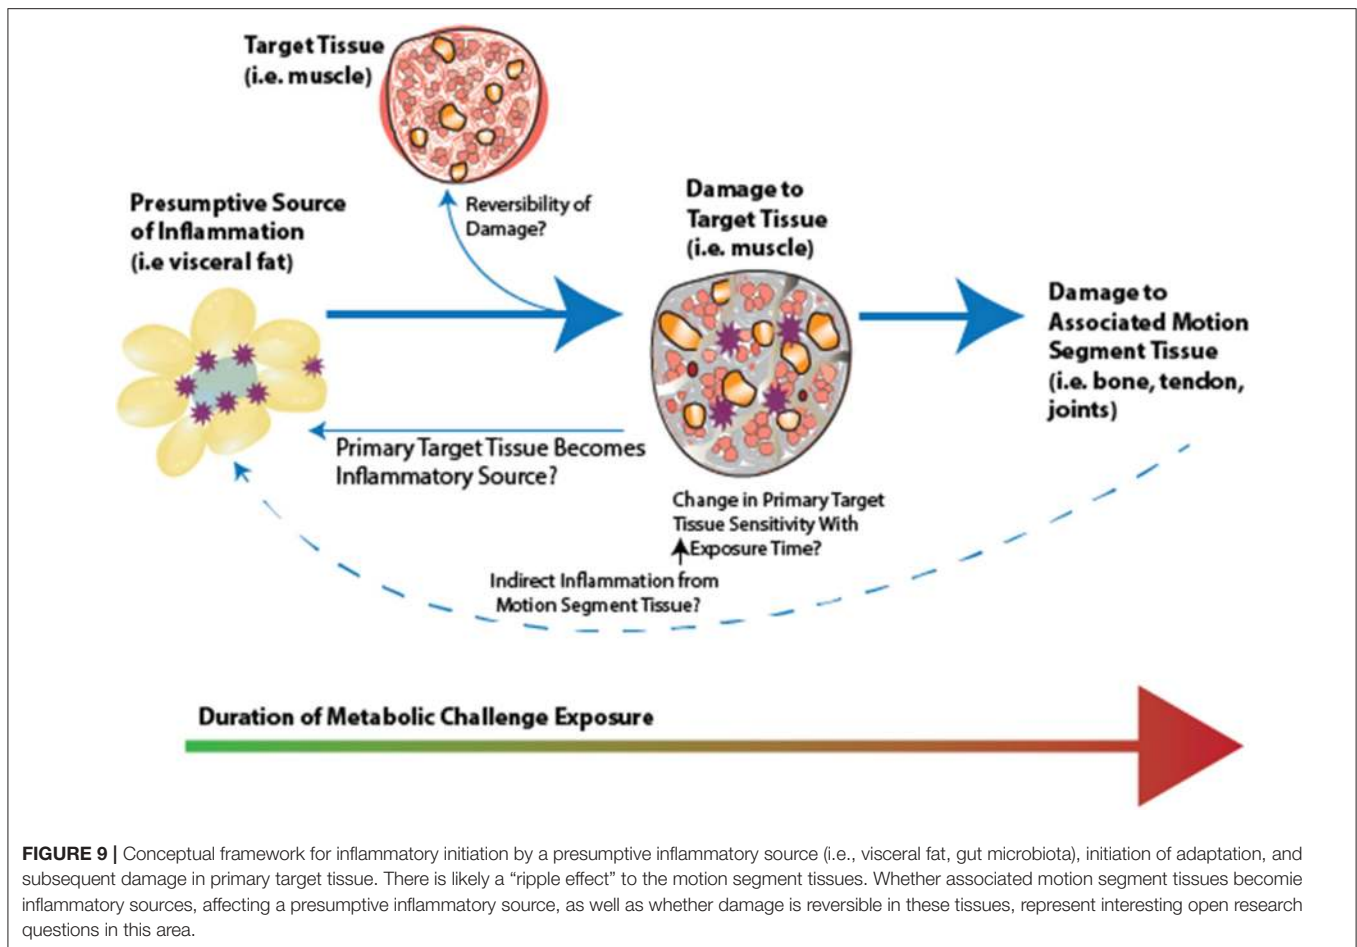 Target Tissue
(i.e. muscle)
Presumptive Source
of Inflammation
(i.e visceral fat)
Reversibility of
Damage?
Damage to
Target Tissue
(i.e. muscle)
Damage to
Associated Motion
Segment Tissue
(i.e. bone, tendon,
joints)
Primary Target Tissue Becomes
Inflammatory Source?
Change in Primary Target
Tissue Sensitivity With
Exposure Time?
Indirect Inflammation from
Motion Segment Tissue?
Duration of Metabolic Challenge Exposure
FIGURE 9 | Conceptual framework for inflammatory initiation by a presumptive inflammatory source (i.e., visceral fat, gut microbiota), initiation of adaptation, and
subsequent damage in primary target tissue. There is likely a “ripple effect” to the motion segment tissues. Whether associated motion segment tissues becomie
inflammatory sources, affecting a presumptive inflammatory source, as well as whether damage is reversible in these tissues, represent interesting open research
questions in this area.